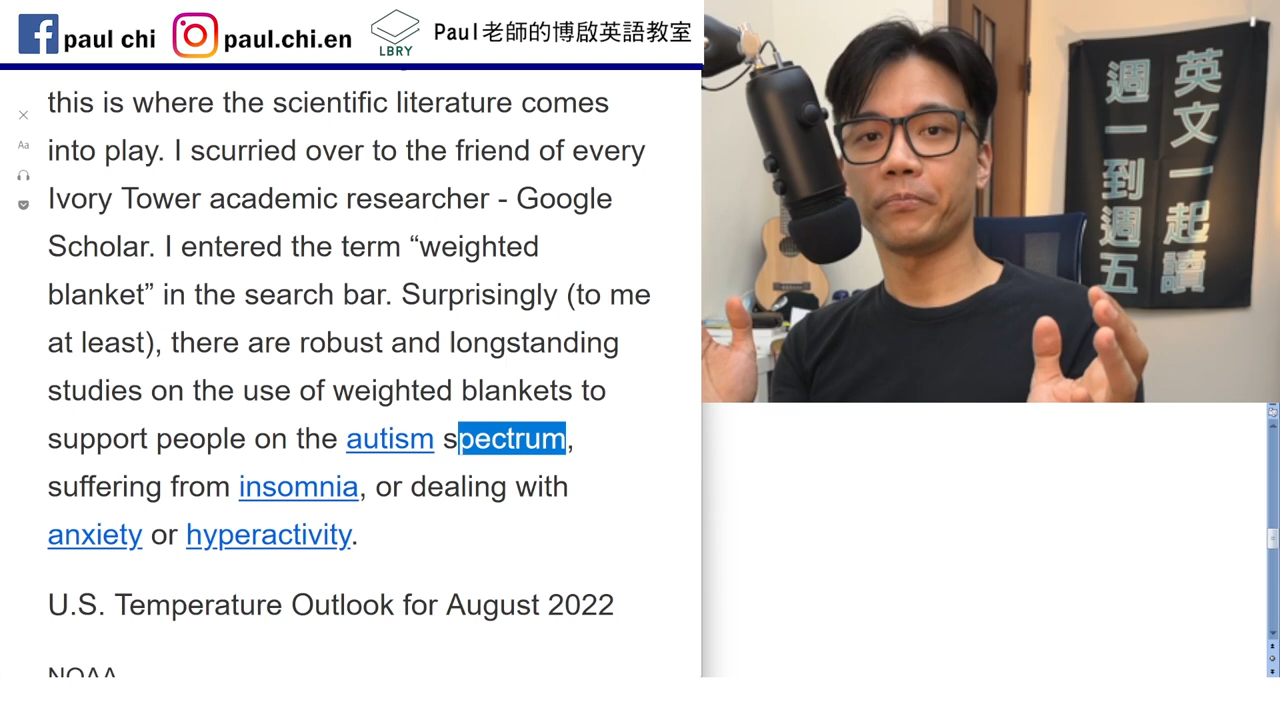 paul chi
paul.chi.en
LBRY
Paul老師的博啟英語教室
this is where the scientific literature comes
into play. I scurried over to the friend of every
Ivory Tower academic researcher - Google
Scholar. I entered the term “weighted
blanket” in the search bar. Surprisingly (to me
at least), there are robust and longstanding
studies on the use of weighted blankets to
support people on the autism spectrum,
suffering from insomnia, or dealing with
anxiety or hyperactivity.
U.S. Temperature Outlook for August 2022
NOAA
Aa
英文一起讀
週一到週五